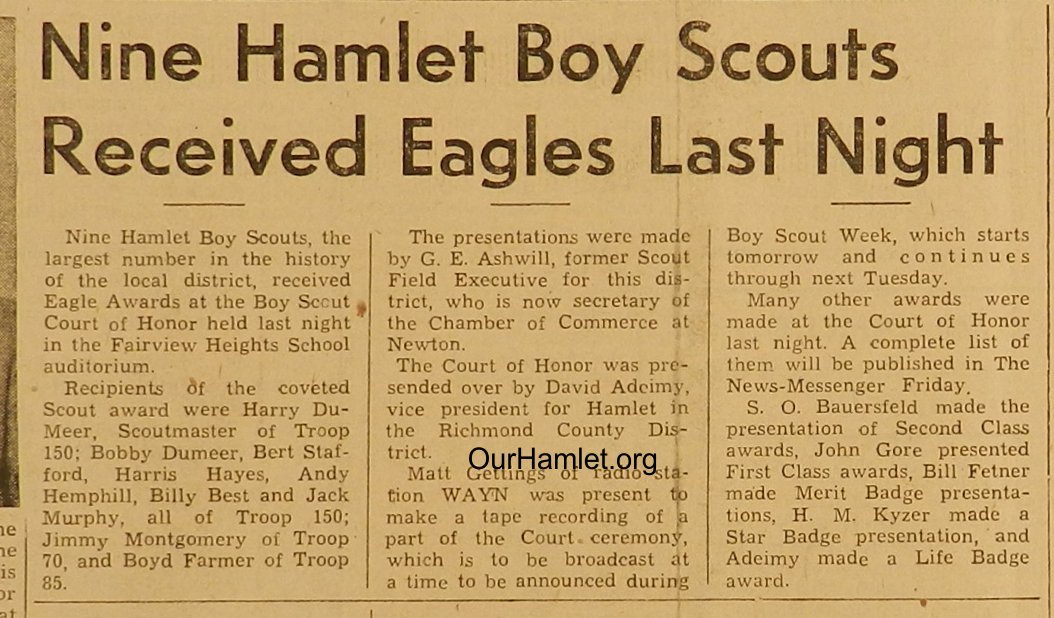 Nine Hamlet Boy Scouts
Received Eagles Last Night
Nine Hamlet Boy Scouts, the
largest number in the history
of the local district, received
Eagle Awards at the Boy Scout
Court of Honor held last night
in the Fairview Heights School
auditorium.
Recipients of the coveted
Scout award were Harry Du-
Meer, Scoutmaster of Troop
150; Bobby Dumeer, Bert Staf-
ford, Harris Hayes, Andy
Hemphill, Billy Best and Jack
Murphy, all of Troop 150;
Jimmy Montgomery of Troop
70, and Boyd Farmer of Troop
85.
The presentations were made
by G. E. Ashwill, former Scout
Field Executive for this dis-
trict, who is now secretary of
the Chamber of Commerce at
Newton.
The Court of Honor was pre-
sended over by David Adeimy,
vice president for Hamlet in
the Richmond County Dis-
trict.
OurHamlet.org
Matt Gettings of radio sta-
tion WAYN was present to
make a tape recording of a
part of the Court ceremony,
which is to be broadcast at
a time to be announced during
Boy Scout Week, which starts
tomorrow and continues
through next Tuesday.
Many other awards were
made at the Court of Honor
last night. A complete list of
them will be published in The
News-Messenger Friday.
S. O. Bauersfeld made the
presentation of Second Class
awards, John Gore presented
First Class awards, Bill Fetner
made Merit Badge presenta-
tions, H. M. Kyzer made a
Star Badge presentation, and
Adeimy made a Life Badge
award.